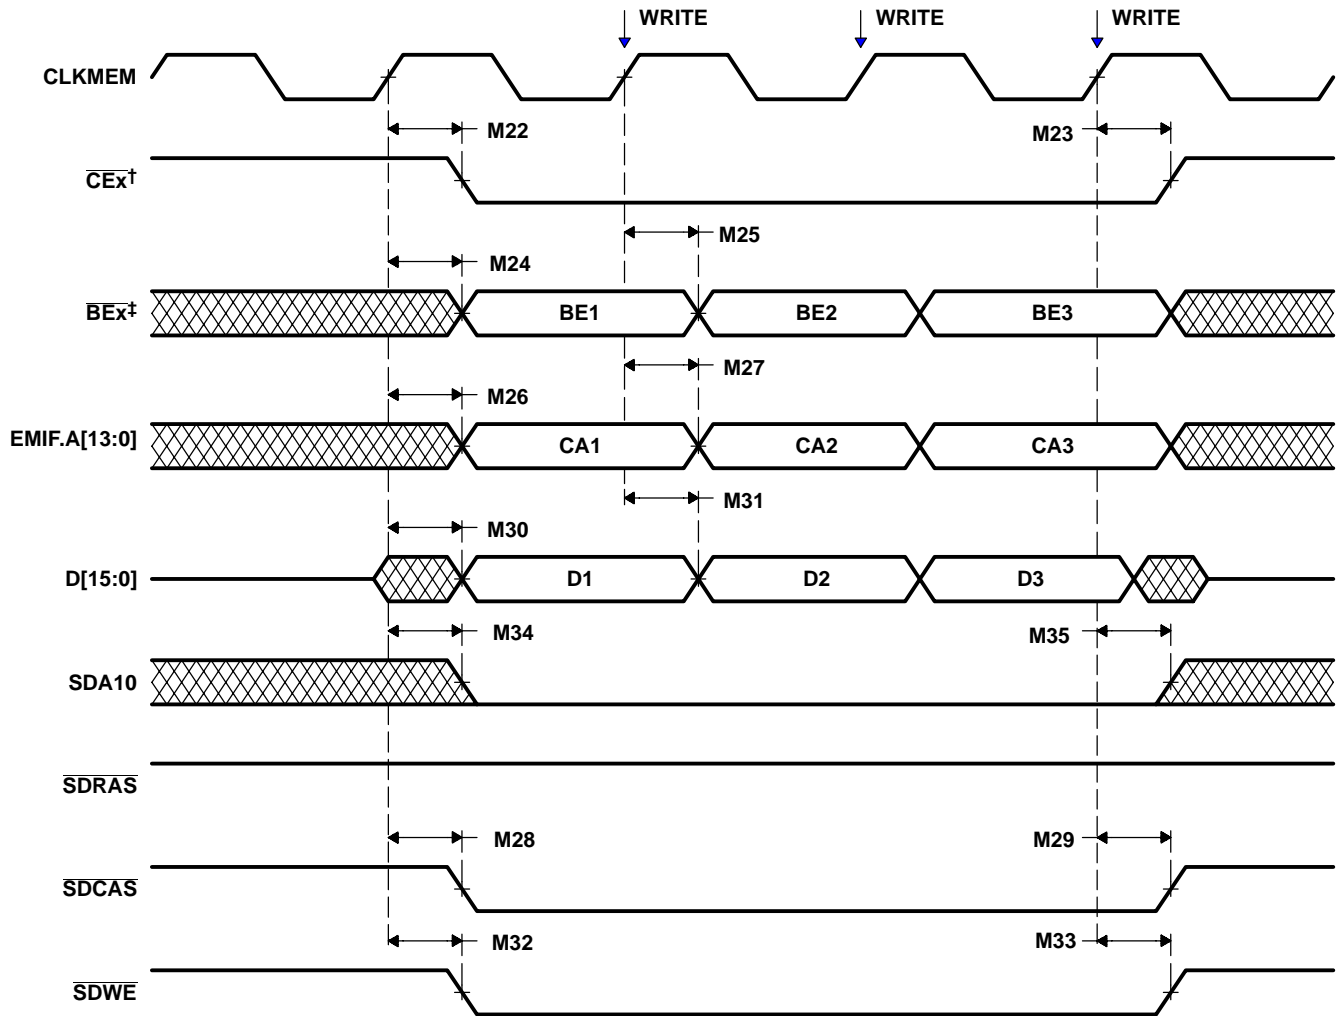 WRITE WRITE WRITE
CLKMEM
M22 M23
CEx†
M25
M24
BEx‡ BE1 BE2 BE3
M27
M26
EMIF.A[13:0] CA1 CA2 CA3
M31
M30
D[15:0] D1 D2 D3
M34 M35
SDA10
SDRAS
M28 M29
SDCAS
M32 M33
SDWE